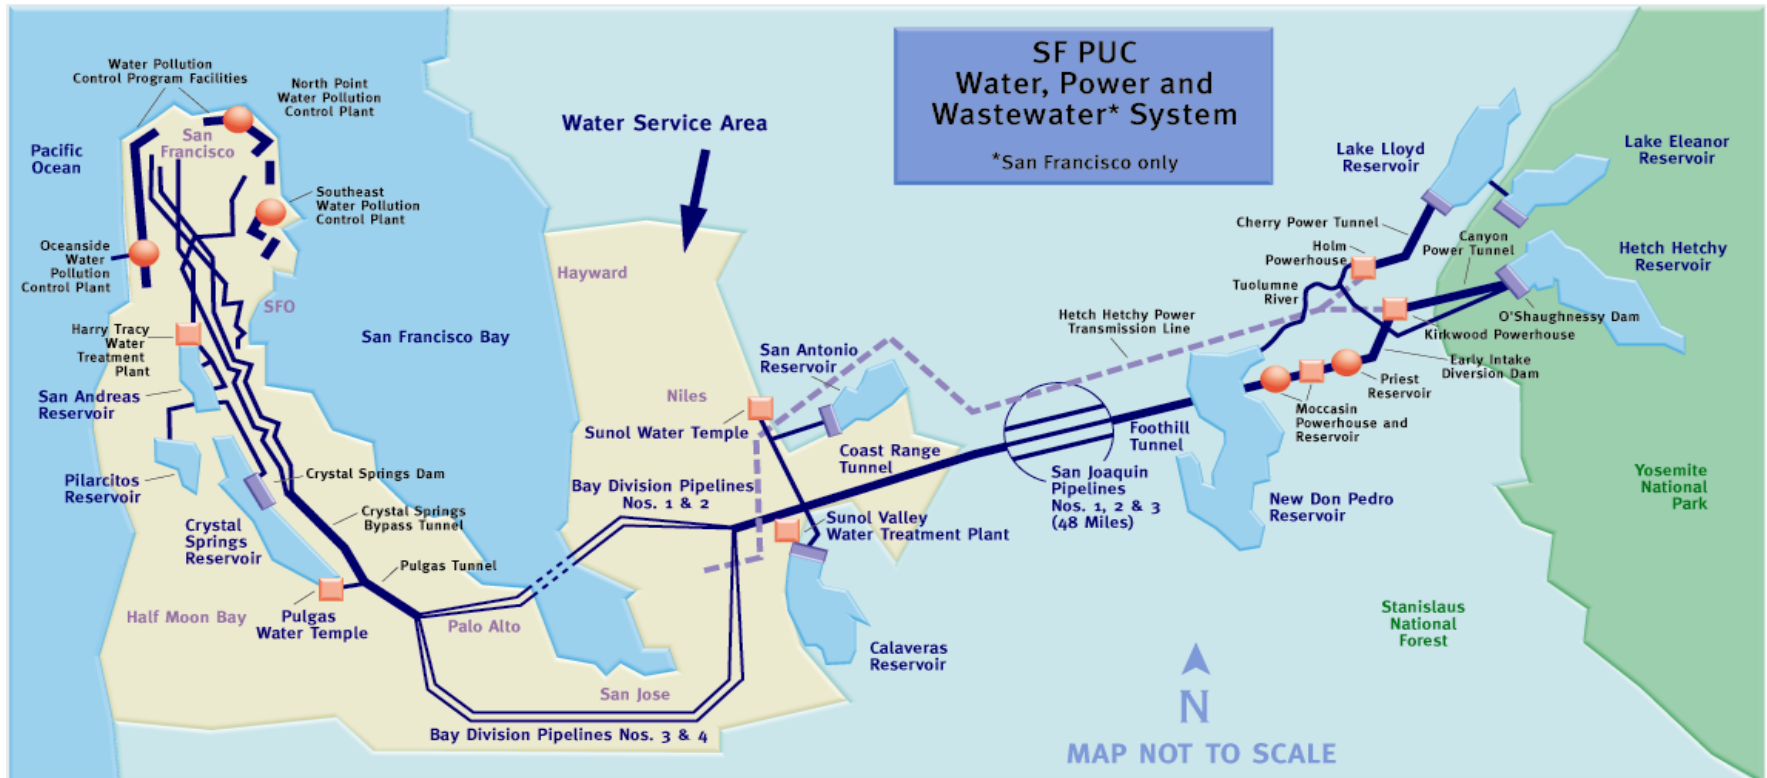 SF PUC
Water, Power and
Wastewater* System
*San Francisco only
Water Pollution
Control Program Facilities
North Point
Water Pollution
Control Plant
San
Francisco
Pacific
Ocean
Southeast
Water Pollution
Control Plant
Oceanside
Water
Pollution
Control Plant
SFO
Harry Tracy
Water
Treatment
Plant
San Andreas
Reservoir
Pilarcitos
Reservoir
Crystal
Springs
Reservoir
Crystal Springs Dam
Crystal Springs
Bypass Tunnel
Pulgas Tunnel
Half Moon Bay
Pulgas
Water Temple
Palo Alto
San Francisco Bay
Water Service Area
Hayward
Niles
Sunol Water Temple
San Antonio
Reservoir
Bay Division Pipelines
Nos. 1 & 2
Coast Range
Tunnel
Sunol Valley
Water Treatment Plant
Calaveras
Reservoir
San Jose
Bay Division Pipelines Nos. 3 & 4
Hetch Hetchy Power
Transmission Line
San Joaquin
Pipelines
Nos. 1, 2 & 3
(48 Miles)
Foothill
Tunnel
New Don Pedro
Reservoir
Moccasin
Powerhouse and
Reservoir
Priest
Reservoir
Early Intake
Diversion Dam
Kirkwood Powerhouse
O'Shaughnessy Dam
Tuolumne
River
Holm
Powerhouse
Cherry Power Tunnel
Canyon
Power Tunnel
Lake Lloyd
Reservoir
Lake Eleanor
Reservoir
Hetch Hetchy
Reservoir
Yosemite
National
Park
Stanislaus
National
Forest
N
MAP NOT TO SCALE